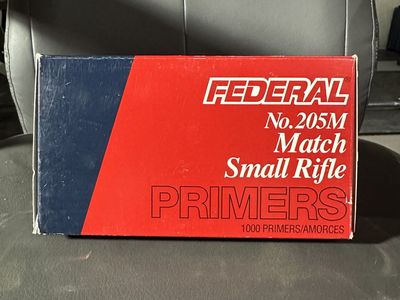 FEDERAL®
No.205M
Match
Small Rifle
PRIMERS
1000 PRIMERS/AMORCES